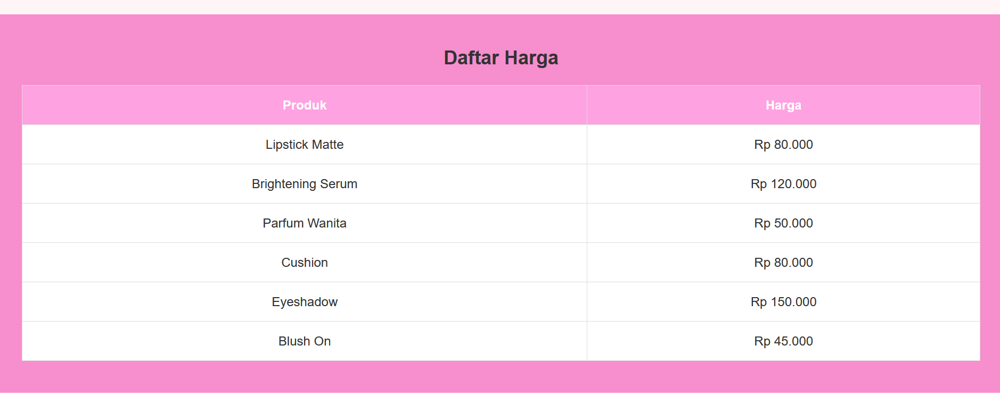 Daftar Harga
Produk Harga
Lipstick Matte Rp 80.000
Brightening Serum Rp 120.000
Parfum Wanita Rp 50.000
Cushion Rp 80.000
Eyeshadow Rp 150.000
Blush On Rp 45.000